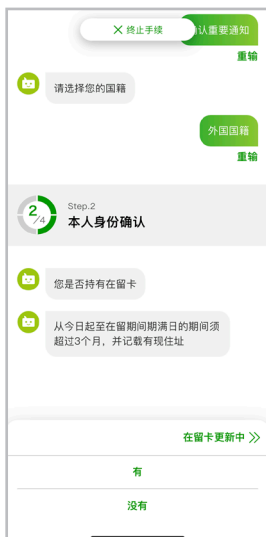 终止手续
认重要通知
重输
请选择您的国籍
外国国籍
重输
2/4
Step.2
本人身份确认
您是否持有在留卡
从今日起至在留期间期满日的期间须
超过3个月，并记载有现住址
在留卡更新中
有
没有